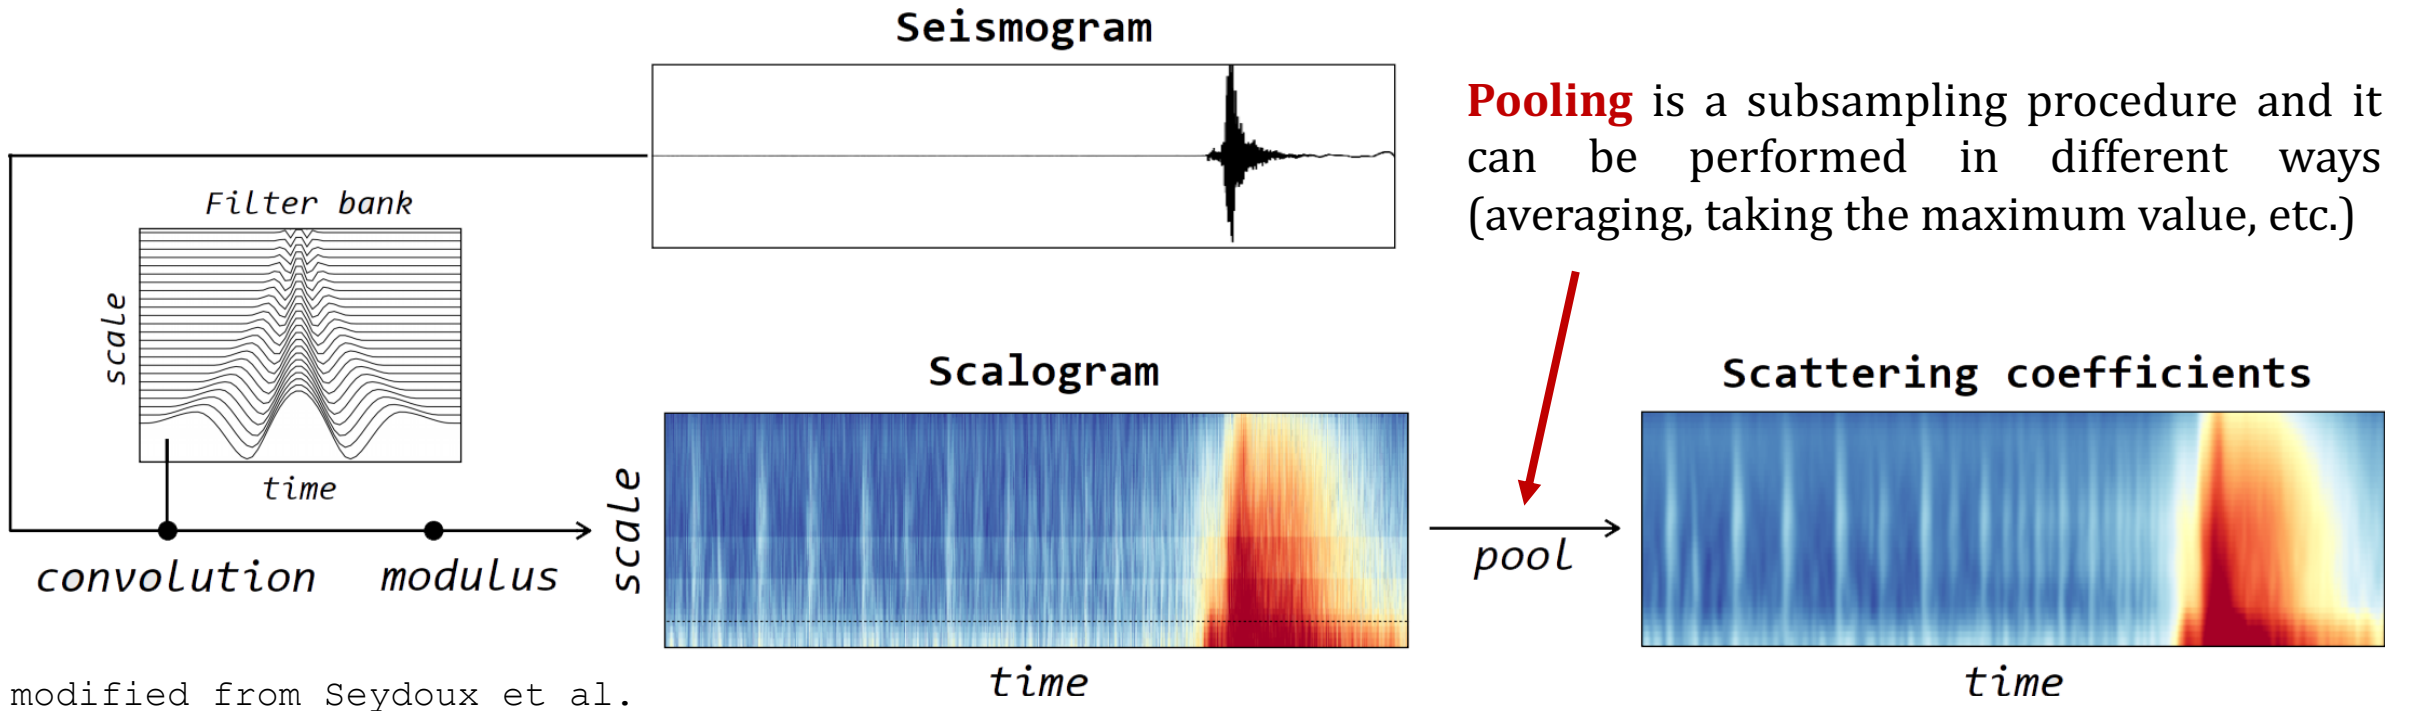 Seismogram
Pooling is a subsampling procedure and it
can be performed in different ways
(averaging, taking the maximum value, etc.)
Filter bank
scale
time
convolution
modulus
Scalogram
scale
time
pool
Scattering coefficients
time
modified from Seydoux et al.